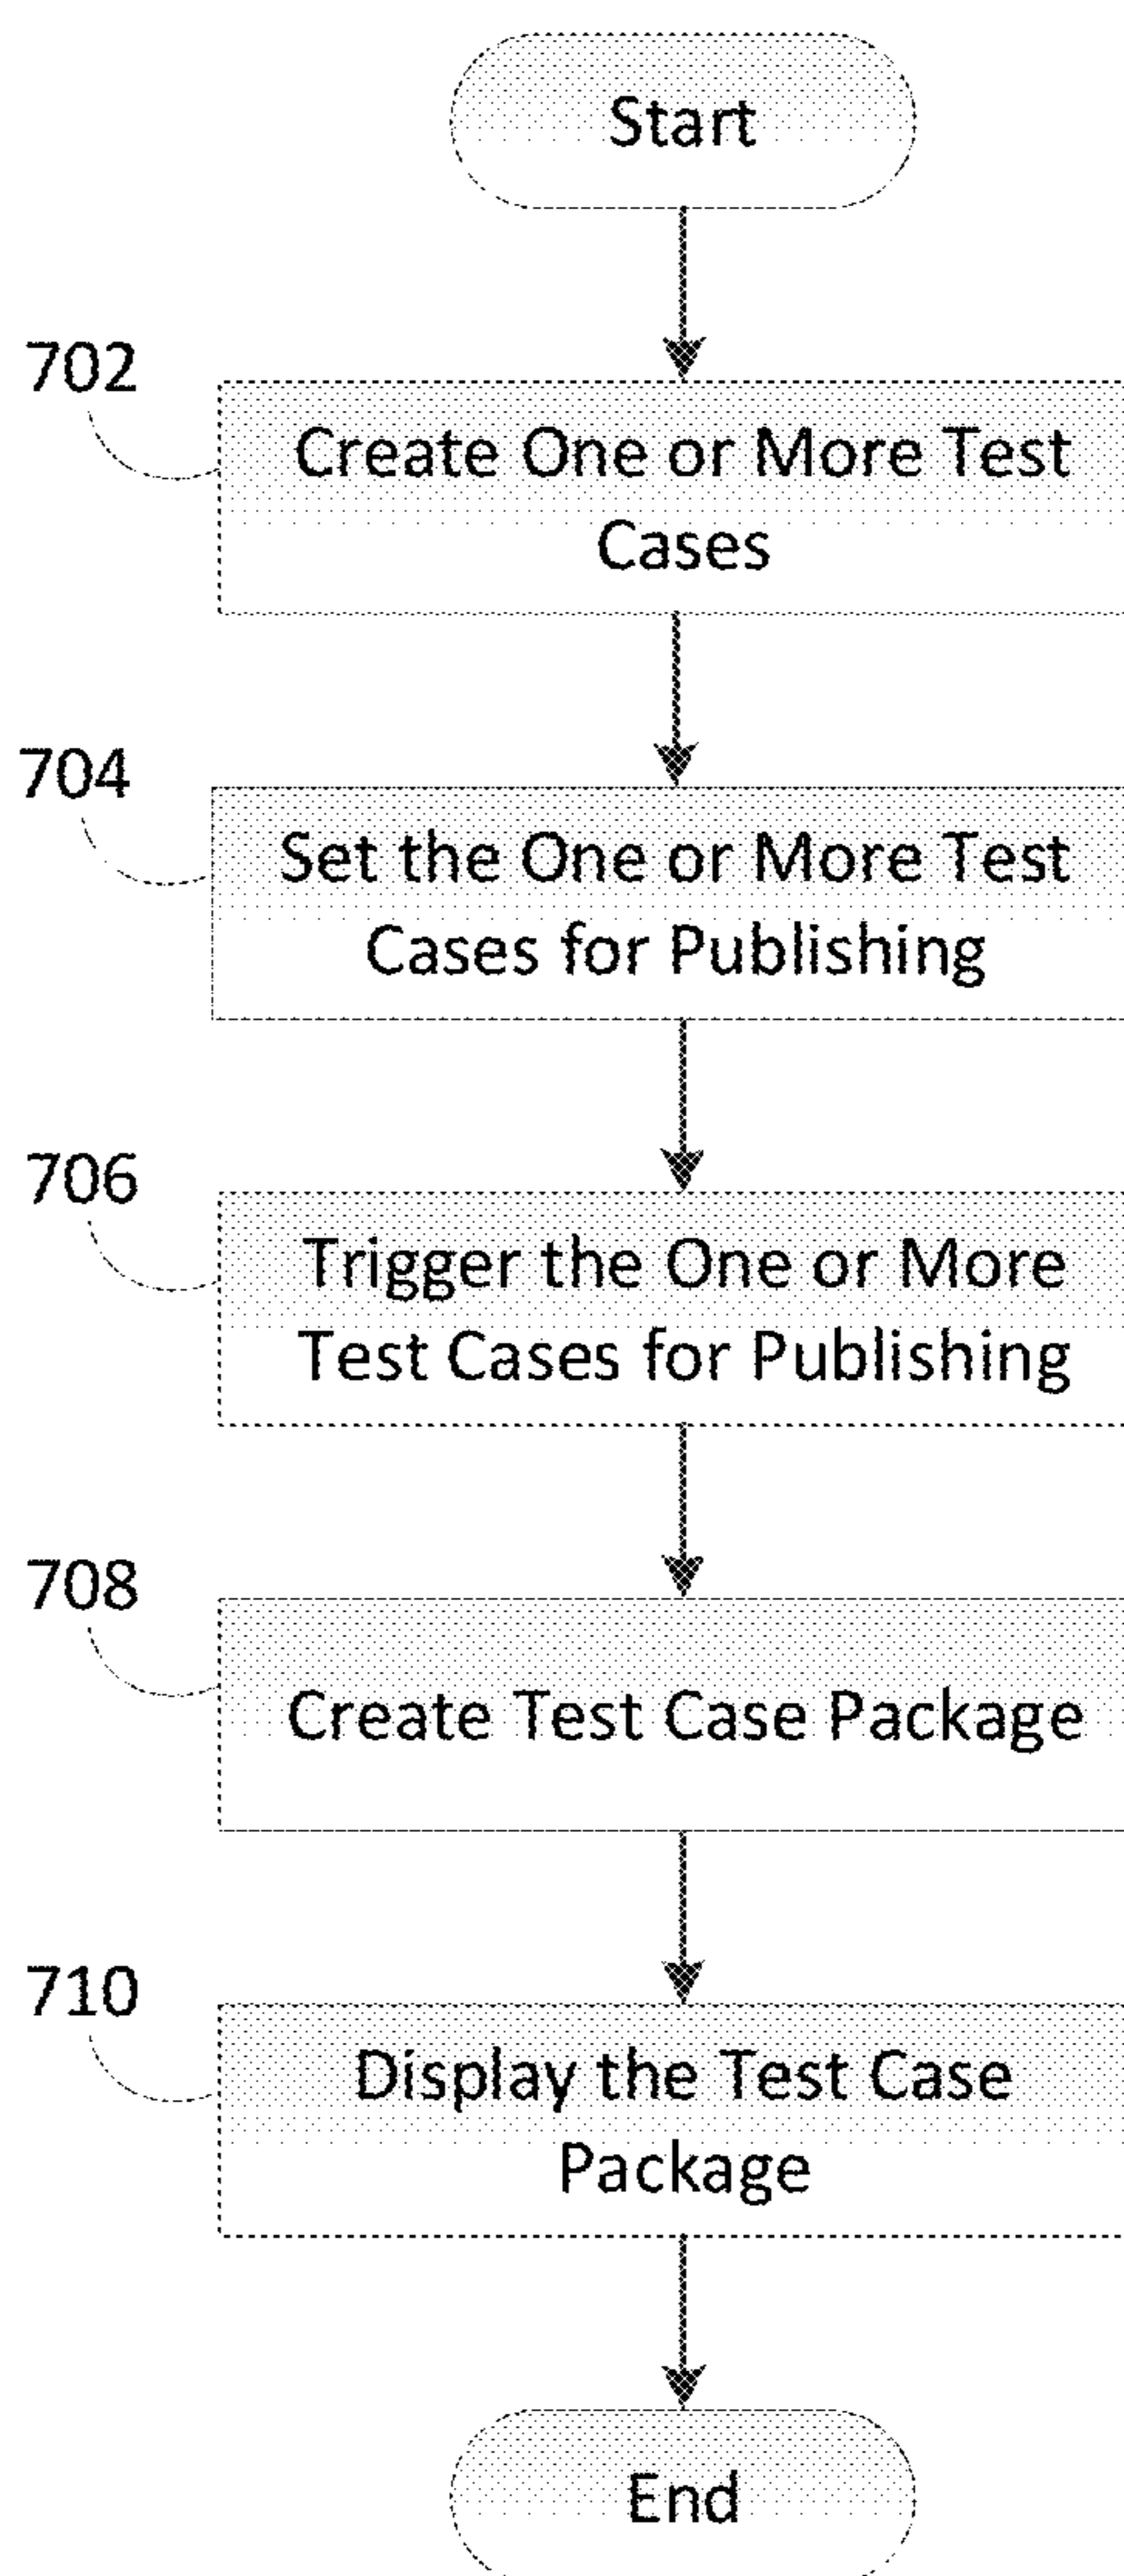 Start
702
Create One or More Test
Cases
704
Set the One or More Test
Cases for Publishing
706
Trigger the One or More
Test Cases for Publishing
708
Create Test Case Package
710
Display the Test Case
Package
End